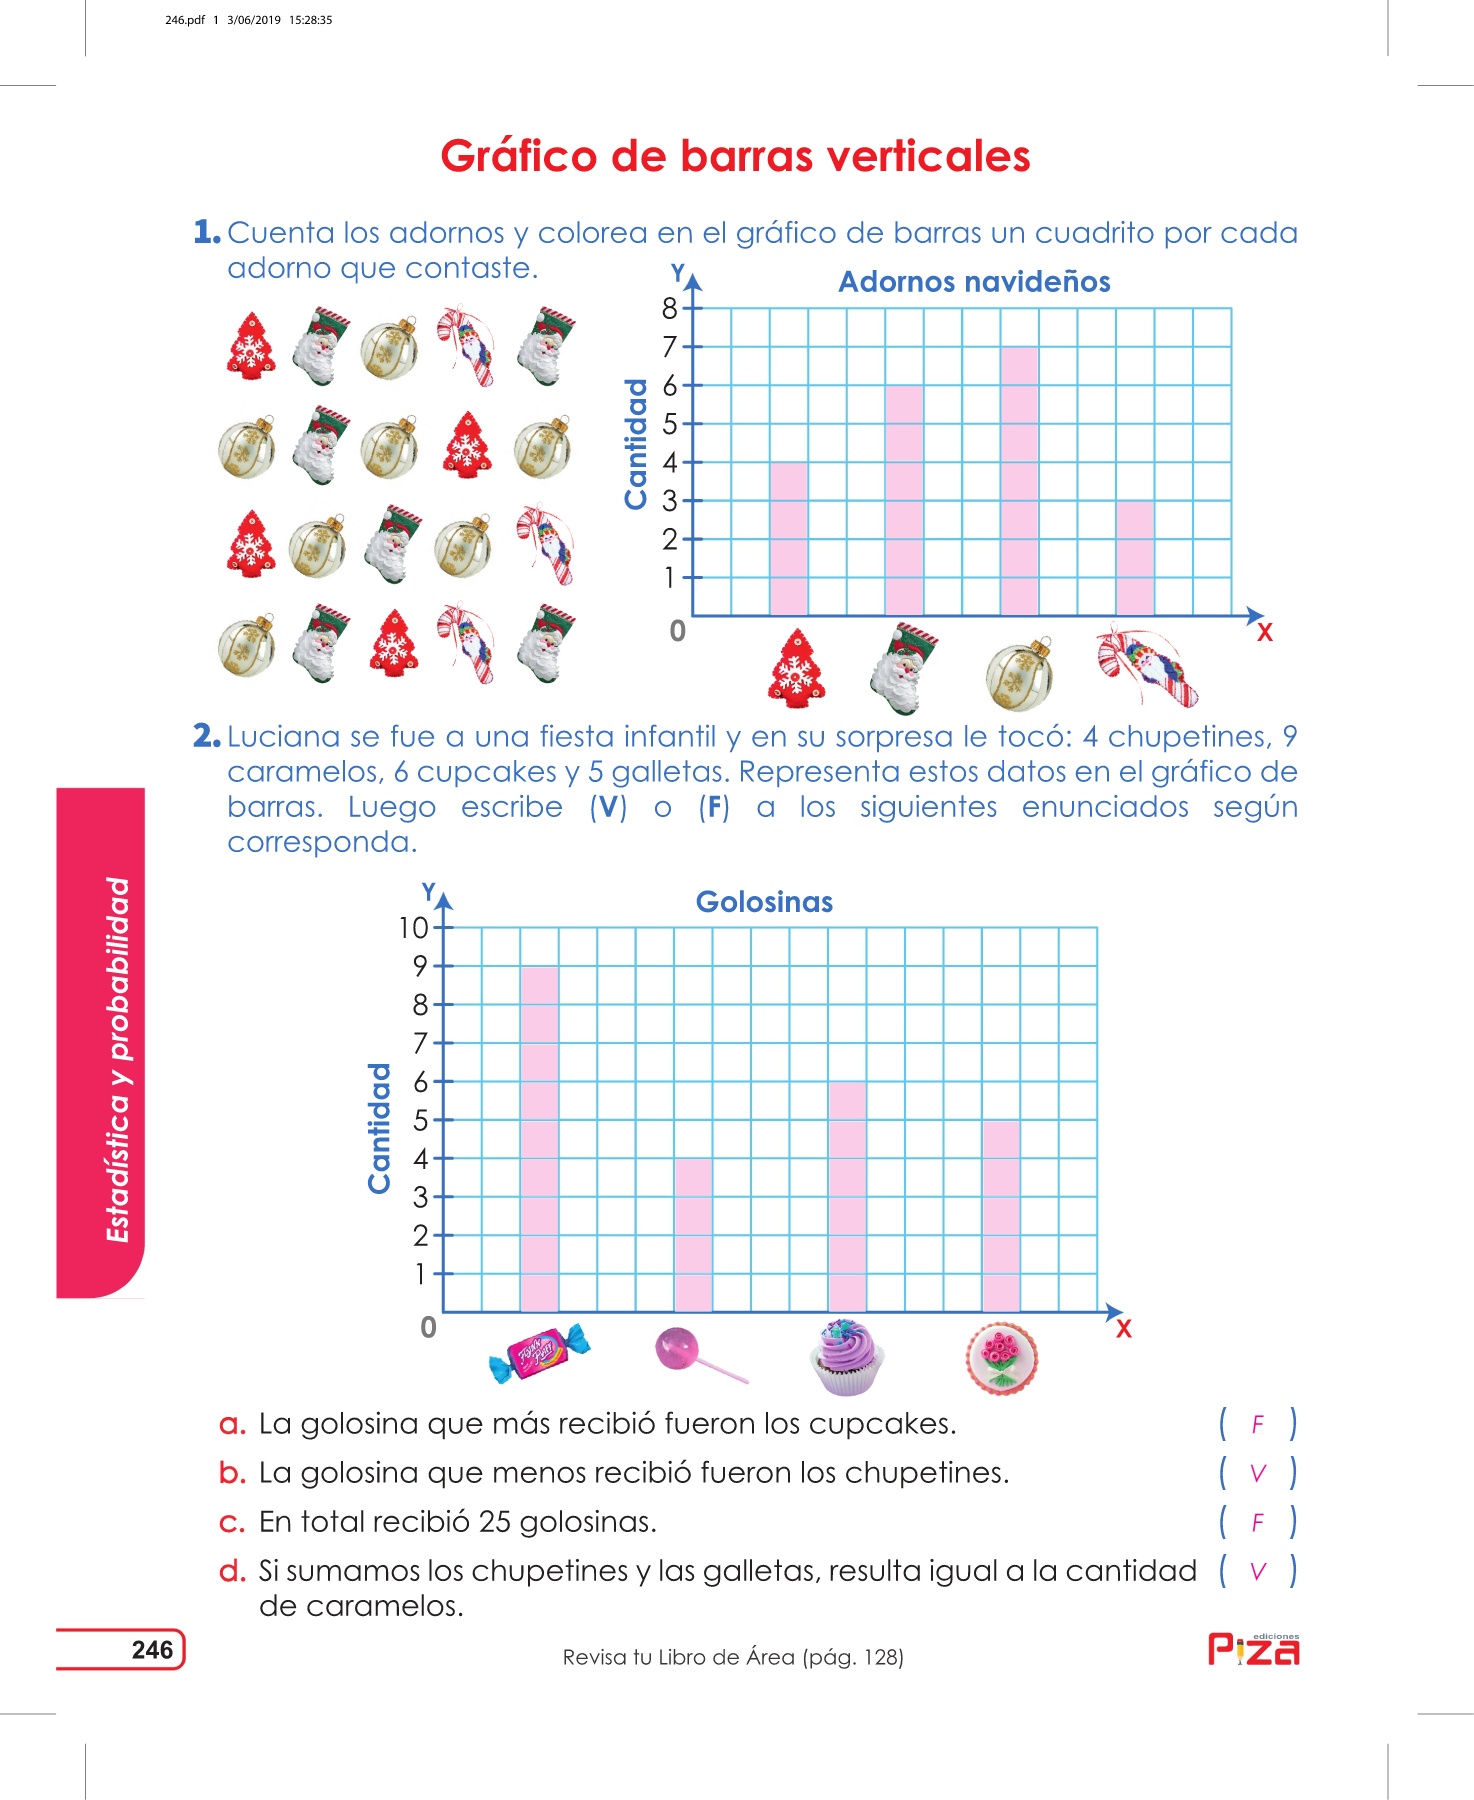 246.pdf 1 3/06/2019 15:28:35
Gráfico de barras verticales
1. Cuenta los adornos y colorea en el gráfico de barras un cuadrito por cada
adorno que contaste.
Y
Adornos navideños
8
7
6
5
4
3
2
1
0
Cantidad
X
2. Luciana se fue a una fiesta infantil y en su sorpresa le tocó: 4 chupetines, 9
caramelos, 6 cupcakes y 5 galletas. Representa estos datos en el gráfico de
barras. Luego escribe (V) o (F) a los siguientes enunciados según
corresponda.
Y
Golosinas
10
9
8
7
6
5
4
3
2
1
0
Cantidad
X
a. La golosina que más recibió fueron los cupcakes. ( F )
b. La golosina que menos recibió fueron los chupetines. ( V )
c. En total recibió 25 golosinas. ( F )
d. Si sumamos los chupetines y las galletas, resulta igual a la cantidad ( V )
de caramelos.
Estadística y probabilidad
246
Revisa tu Libro de Área (pág. 128)
ediciones
Piza